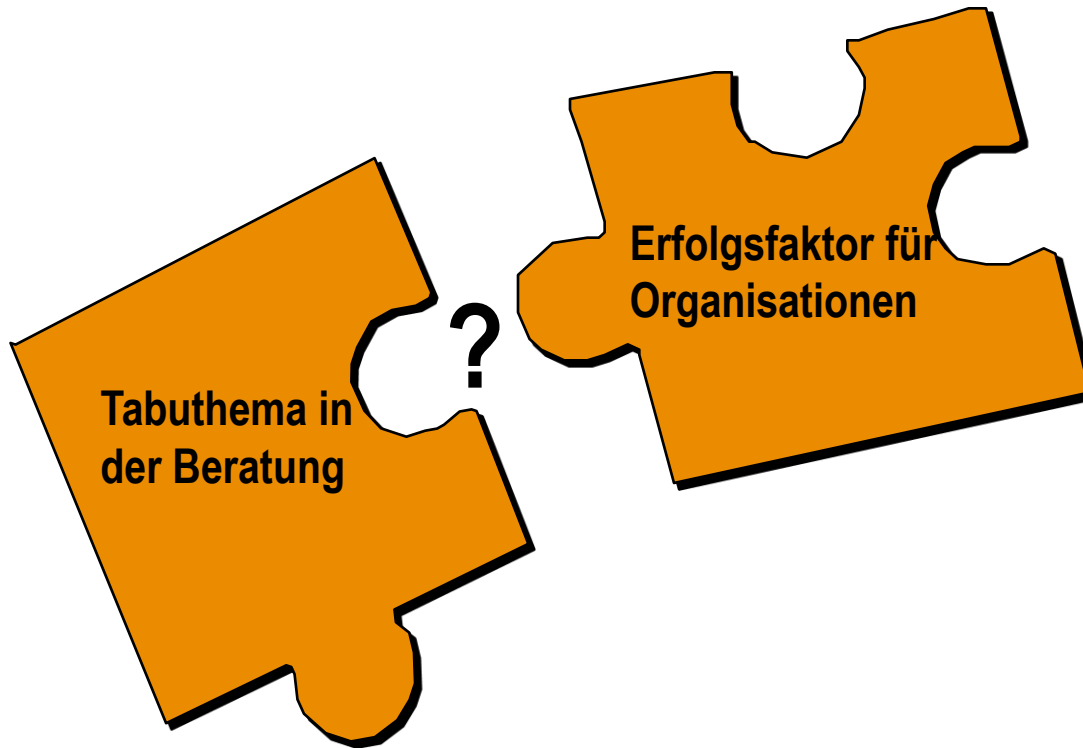 Tabuthema in
der Beratung
?
Erfolgsfaktor für
Organisationen